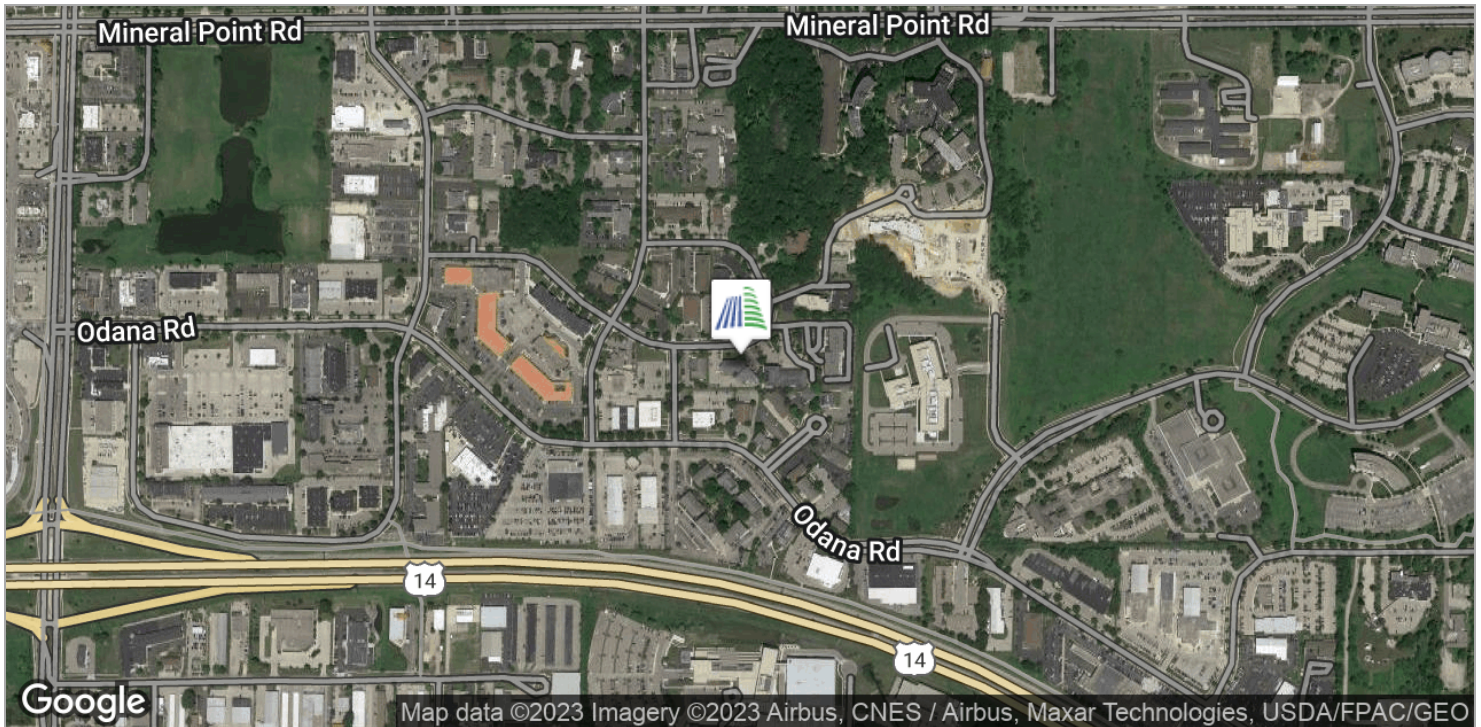 Mineral Point Rd
Mineral Point Rd
Odana Rd
Odana Rd
14
14
Google
Map data ©2023 Imagery ©2023 Airbus, CNES / Airbus, Maxar Technologies, USDA/FPAC/GEO